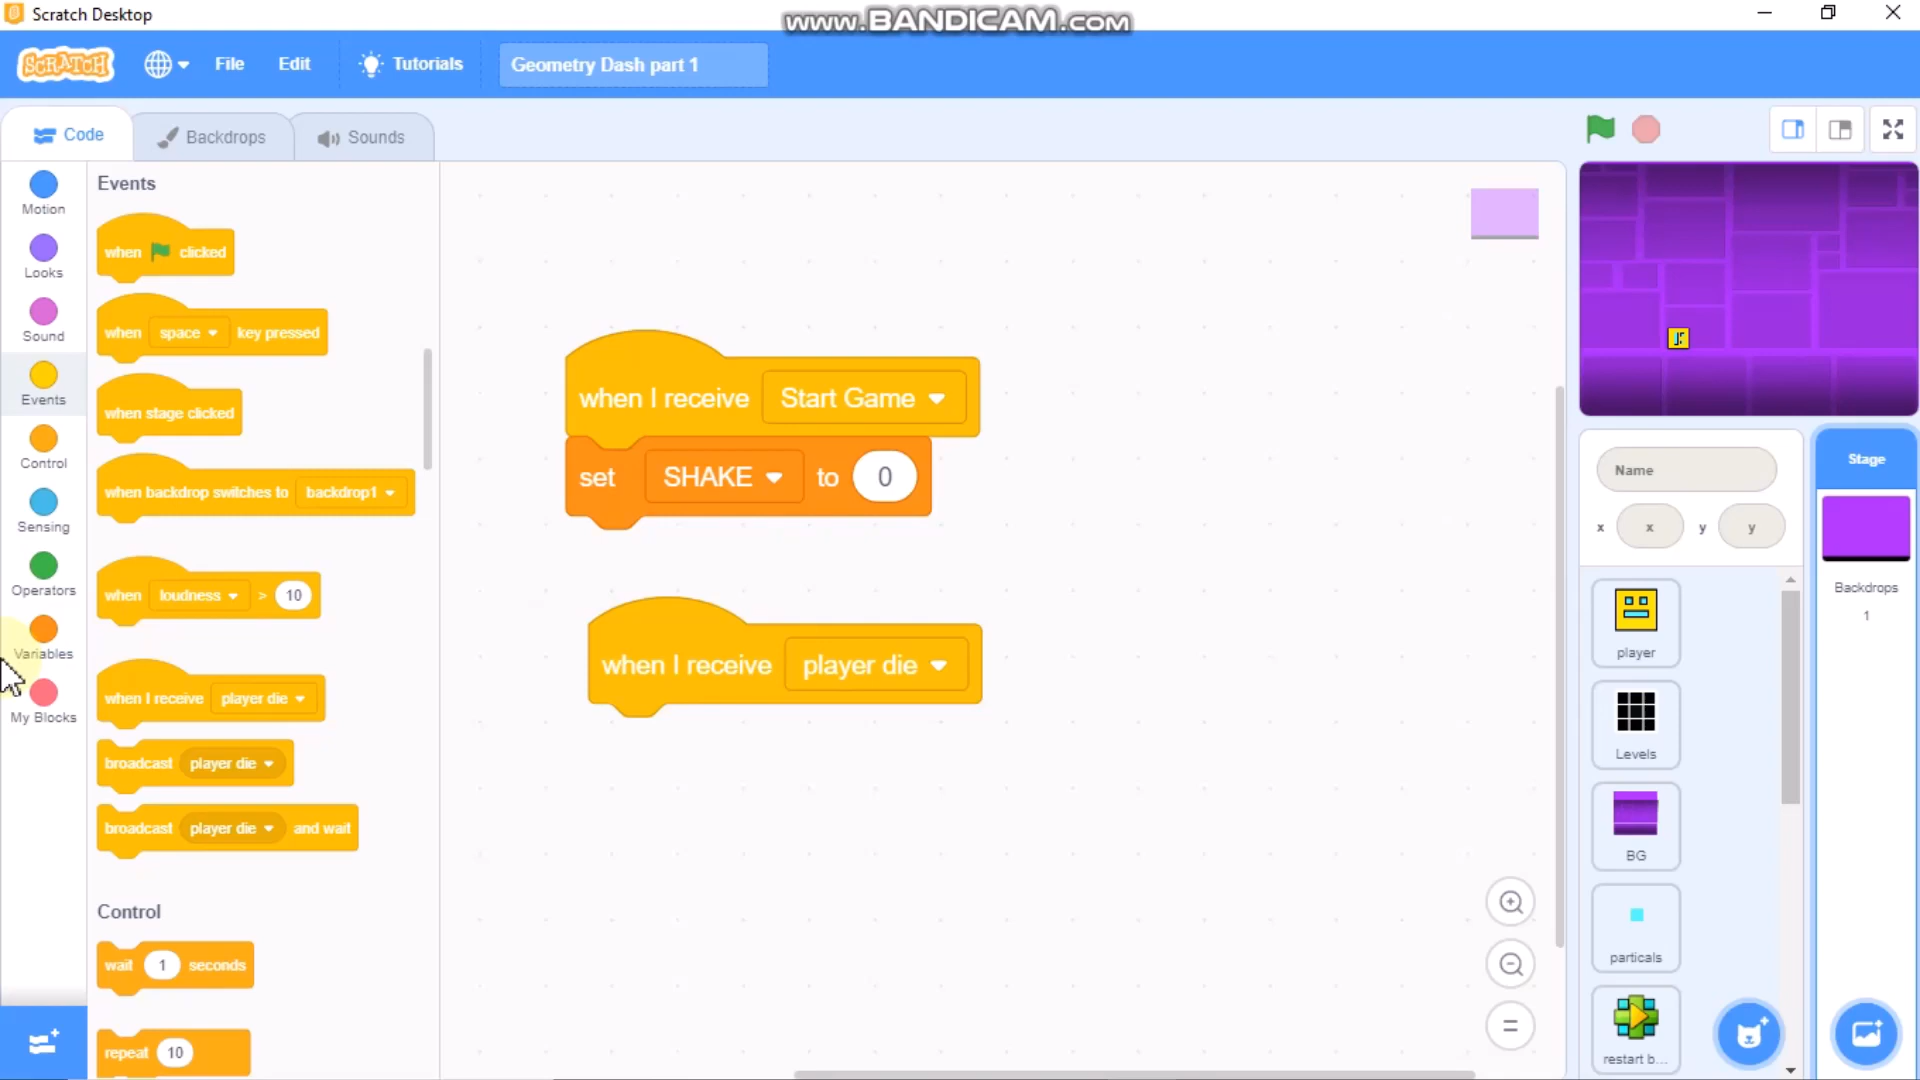 Scratch Desktop
www.BANDICAM.com
SCRATCH
File
Edit
Tutorials
Geometry Dash part 1
Code
Backdrops
Sounds
Motion
Looks
Sound
Events
Control
Sensing
Operators
Variables
My Blocks
Events
when clicked
when space key pressed
when stage clicked
when backdrop switches to backdrop1
when loudness > 10
when I receive player die
broadcast player die
broadcast player die and wait
Control
wait 1 seconds
repeat 10
when I receive Start Game
set SHAKE to 0
when I receive player die
Name
x x y y
player
Levels
BG
particals
restart b...
Stage
Backdrops
1